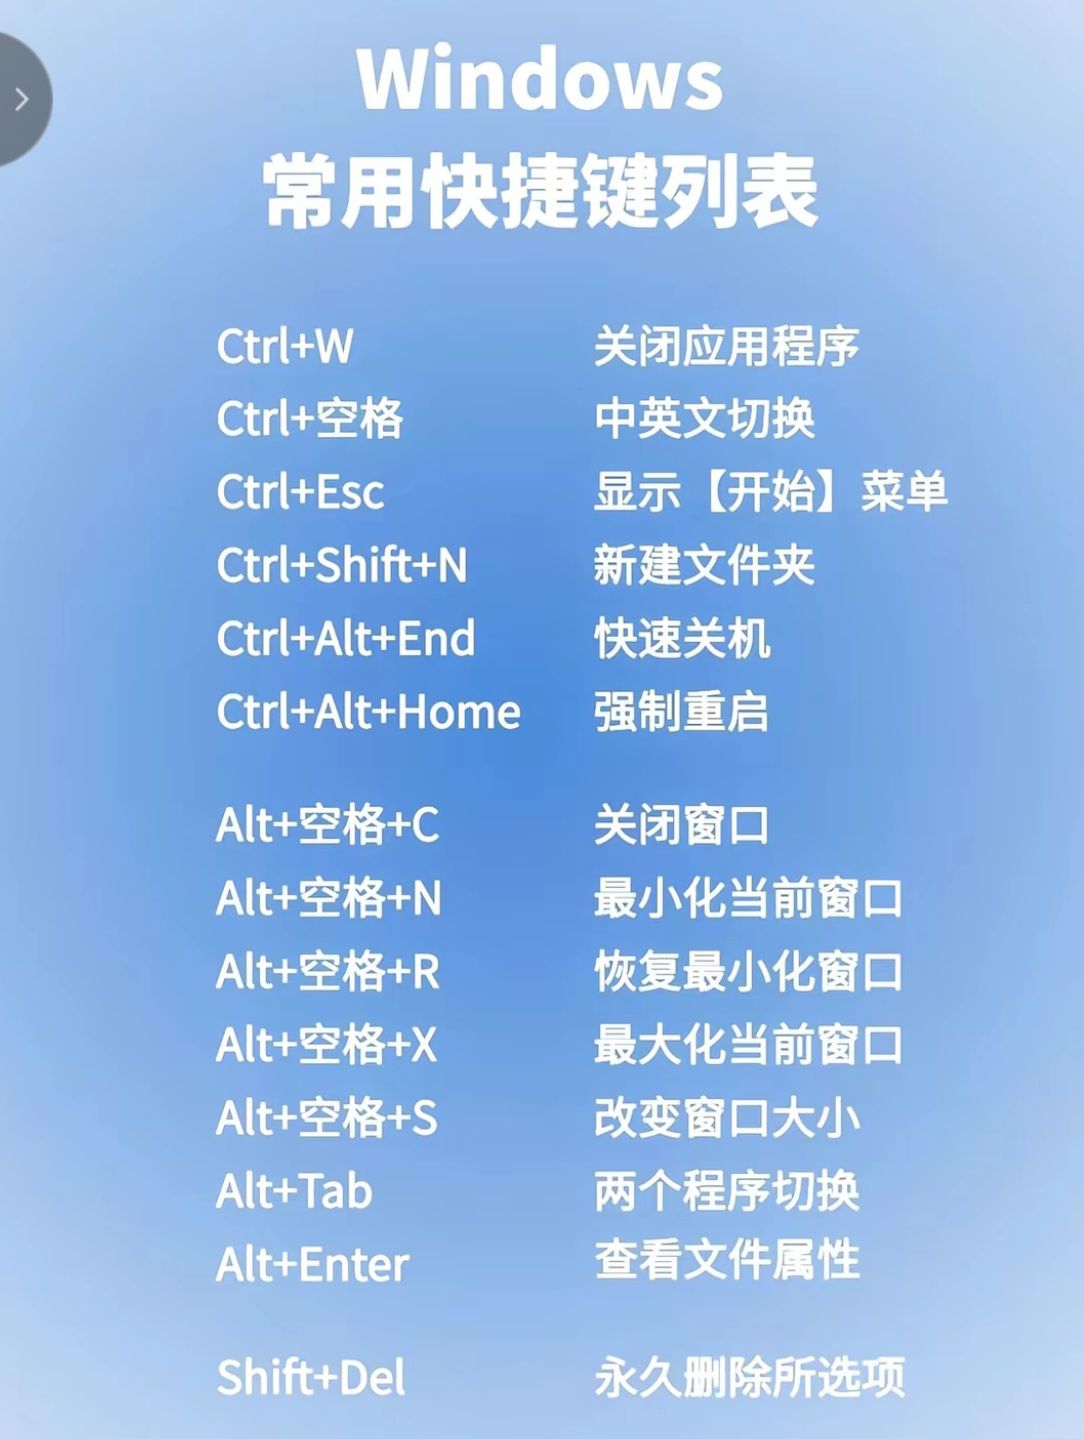 Windows
常用快捷键列表
Ctrl+W 关闭应用程序
Ctrl+空格 中英文切换
Ctrl+Esc 显示【开始】菜单
Ctrl+Shift+N 新建文件夹
Ctrl+Alt+End 快速关机
Ctrl+Alt+Home 强制重启
Alt+空格+C 关闭窗口
Alt+空格+N 最小化当前窗口
Alt+空格+R 恢复最小化窗口
Alt+空格+X 最大化当前窗口
Alt+空格+S 改变窗口大小
Alt+Tab 两个程序切换
Alt+Enter 查看文件属性
Shift+Del 永久删除所选项